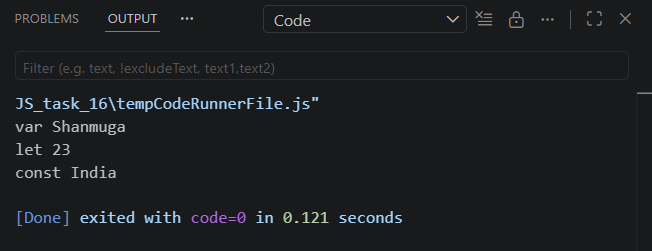 PROBLEMS OUTPUT ··· Code ···
Filter (e.g. text, !excludeText, text1,text2)
JS_task_16\tempCodeRunnerFile.js"
var Shanmuga
let 23
const India
[Done] exited with code=0 in 0.121 seconds